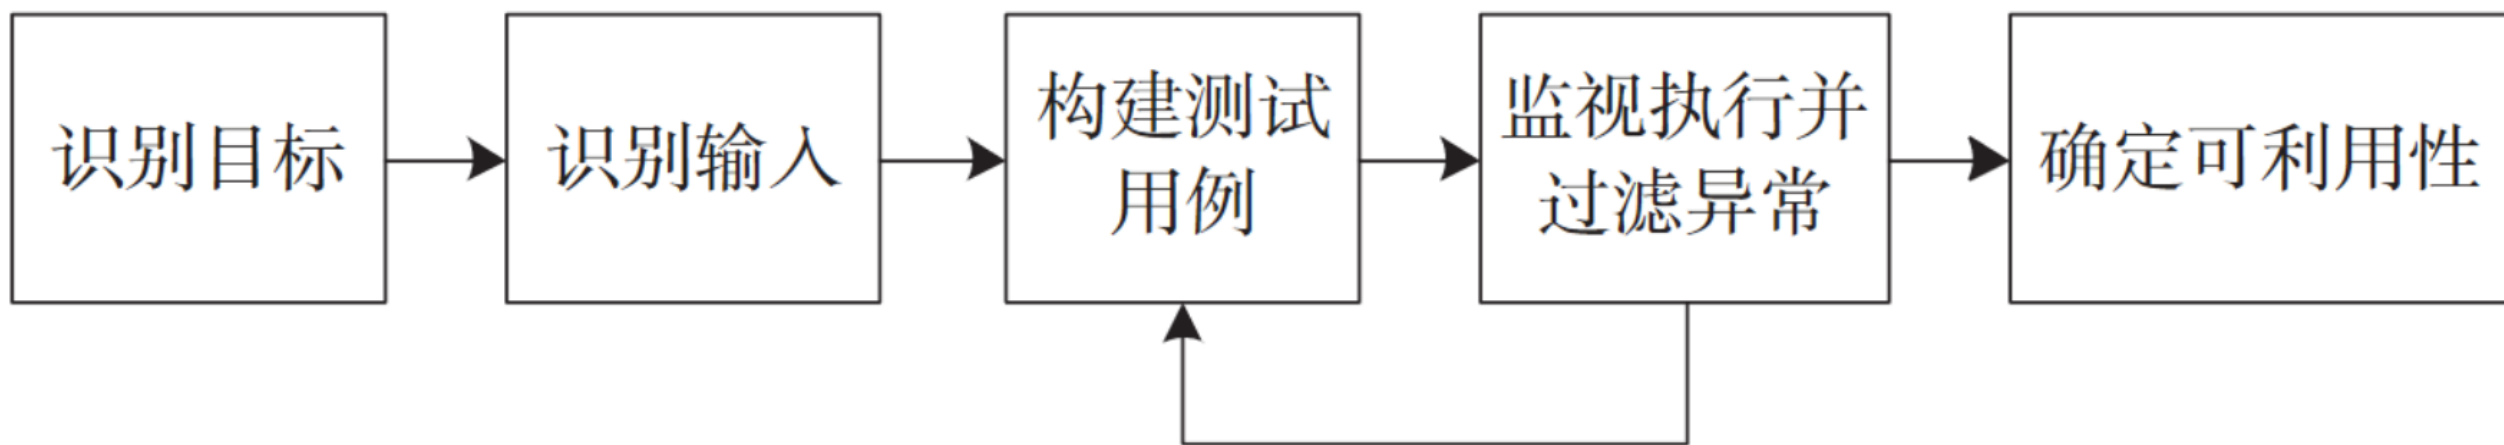 识别目标
识别输入
构建测试
用例
监视执行并
过滤异常
确定可利用性